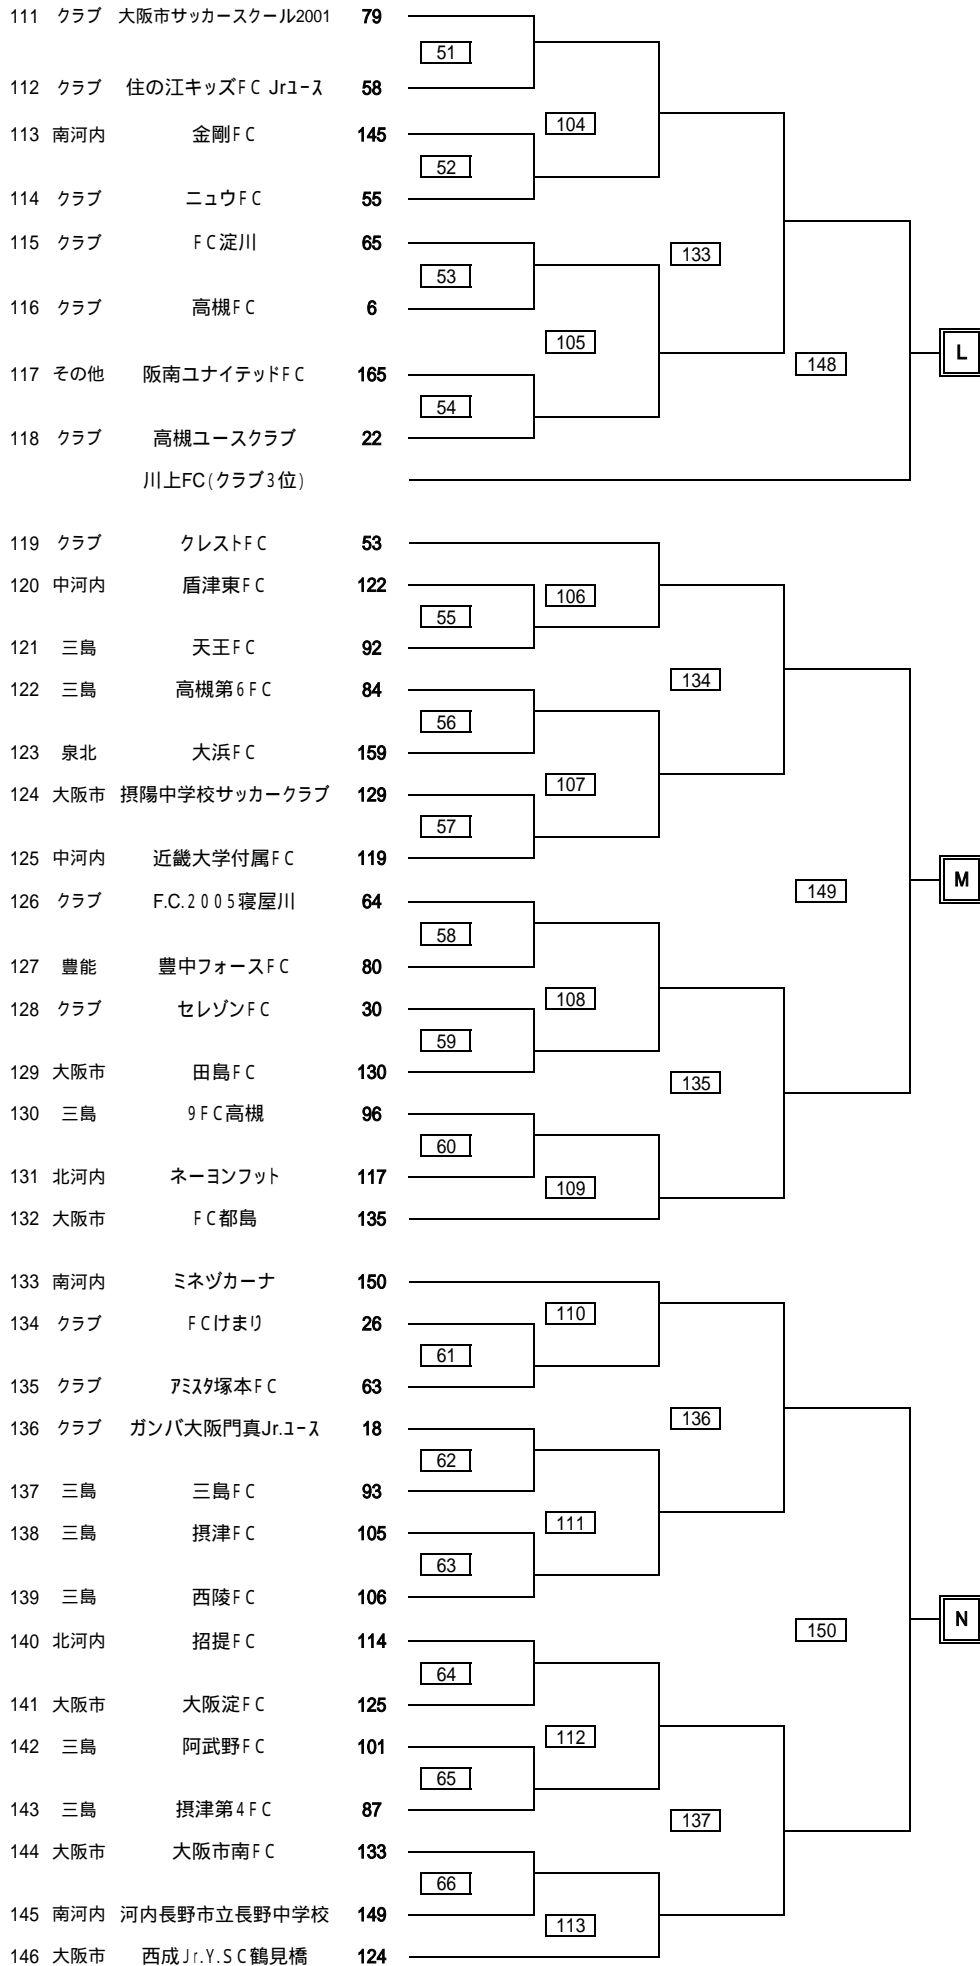 111 クラブ 大阪市サッカースクール2001 79
51
112 クラブ 住の江キッズFC Jrユース 58
104
113 南河内 金剛FC 145
52
114 クラブ ニュウFC 55
115 クラブ FC淀川 65
133
53
116 クラブ 高槻FC 6
105
L
148
117 その他 阪南ユナイテッドFC 165
54
118 クラブ 高槻ユースクラブ 22
川上FC(クラブ3位)
119 クラブ クレストFC 53
120 中河内 盾津東FC 122
106
55
121 三島 天王FC 92
134
122 三島 高槻第6FC 84
56
123 泉北 大浜FC 159
107
124 大阪市 摂陽中学校サッカークラブ 129
57
125 中河内 近畿大学付属FC 119
M
149
126 クラブ F.C.2005寝屋川 64
58
127 豊能 豊中フォースFC 80
108
128 クラブ セレゾンFC 30
59
129 大阪市 田島FC 130
135
130 三島 9FC高槻 96
60
131 北河内 ネーヨンフット 117
109
132 大阪市 FC都島 135
133 南河内 ミネヅカーナ 150
110
134 クラブ FCけまり 26
61
135 クラブ アミスタ塚本FC 63
136
136 クラブ ガンバ大阪門真Jr.ユース 18
62
137 三島 三島FC 93
111
138 三島 摂津FC 105
63
139 三島 西陵FC 106
N
150
140 北河内 招提FC 114
64
141 大阪市 大阪淀FC 125
112
142 三島 阿武野FC 101
65
143 三島 摂津第4FC 87
137
144 大阪市 大阪市南FC 133
66
145 南河内 河内長野市立長野中学校 149
113
146 大阪市 西成Jr.Y.SC鶴見橋 124